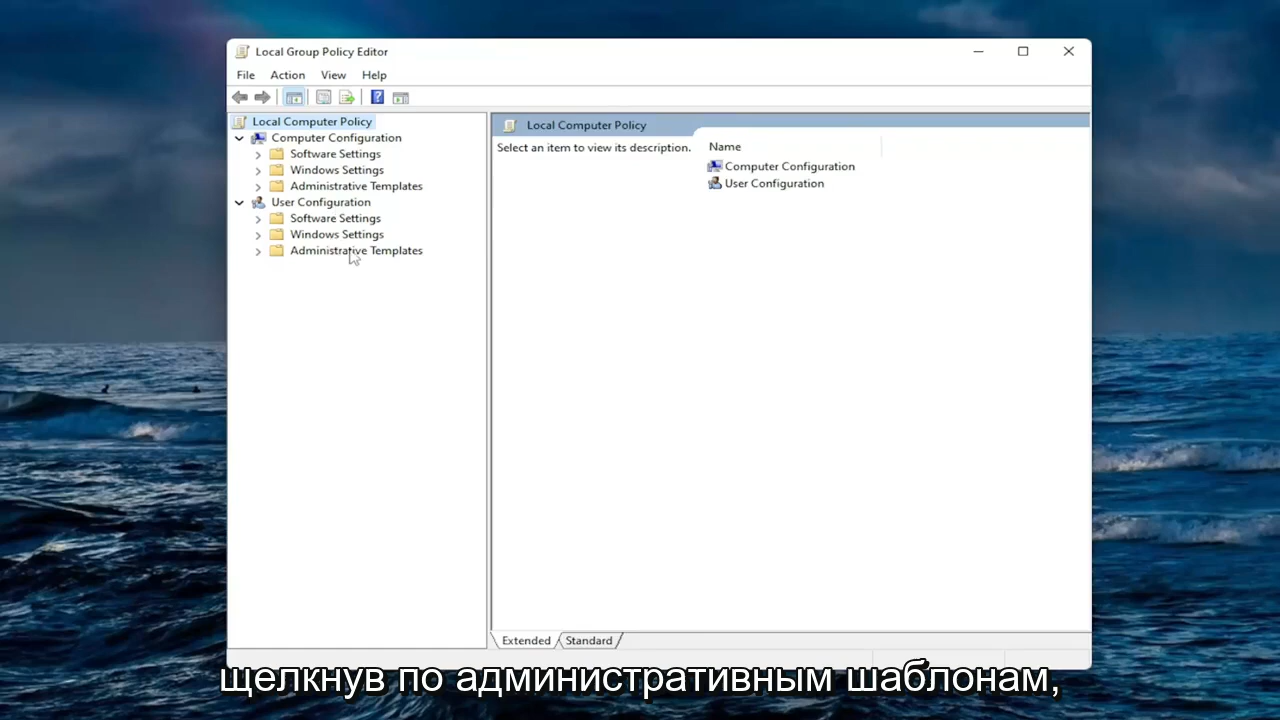 Local Group Policy Editor
File Action View Help
Local Computer Policy
Computer Configuration
Software Settings
Windows Settings
Administrative Templates
User Configuration
Software Settings
Windows Settings
Administrative Templates
Local Computer Policy
Select an item to view its description.
Name
Computer Configuration
User Configuration
Extended Standard
щелкнув по административным шаблонам,